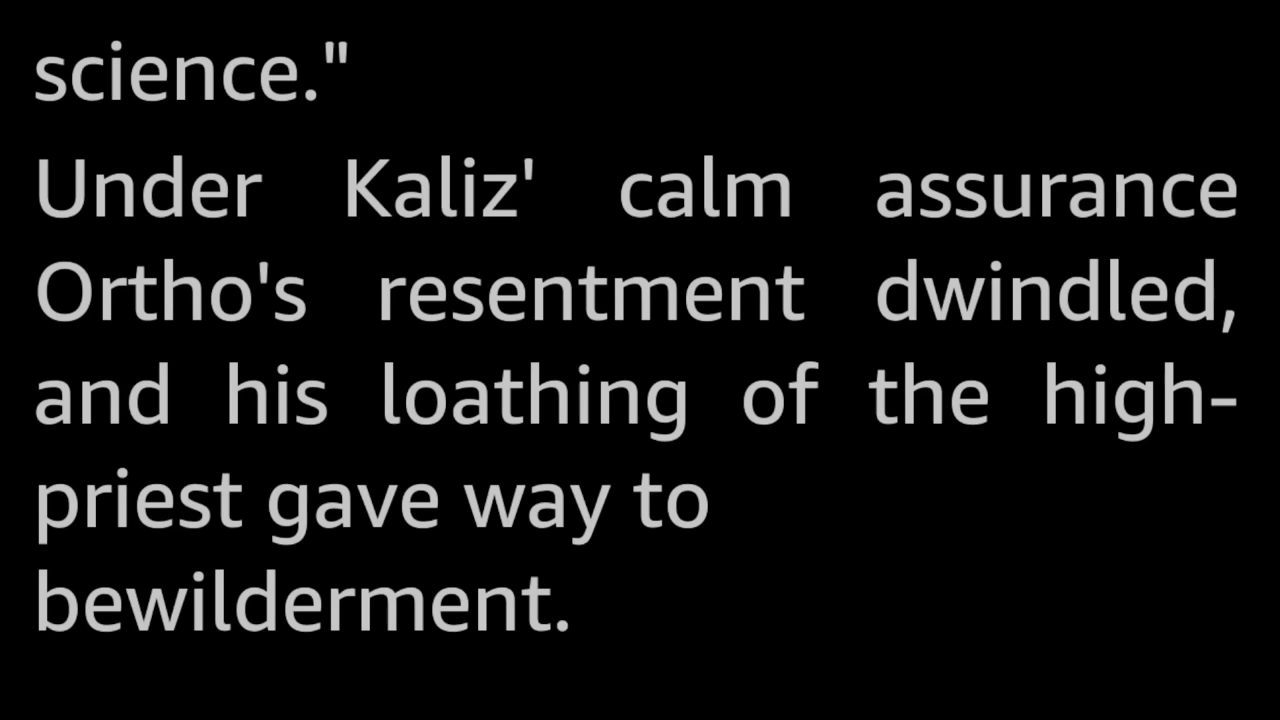 science."
Under Kaliz' calm assurance
Ortho's resentment dwindled,
and his loathing of the high-
priest gave way to
bewilderment.